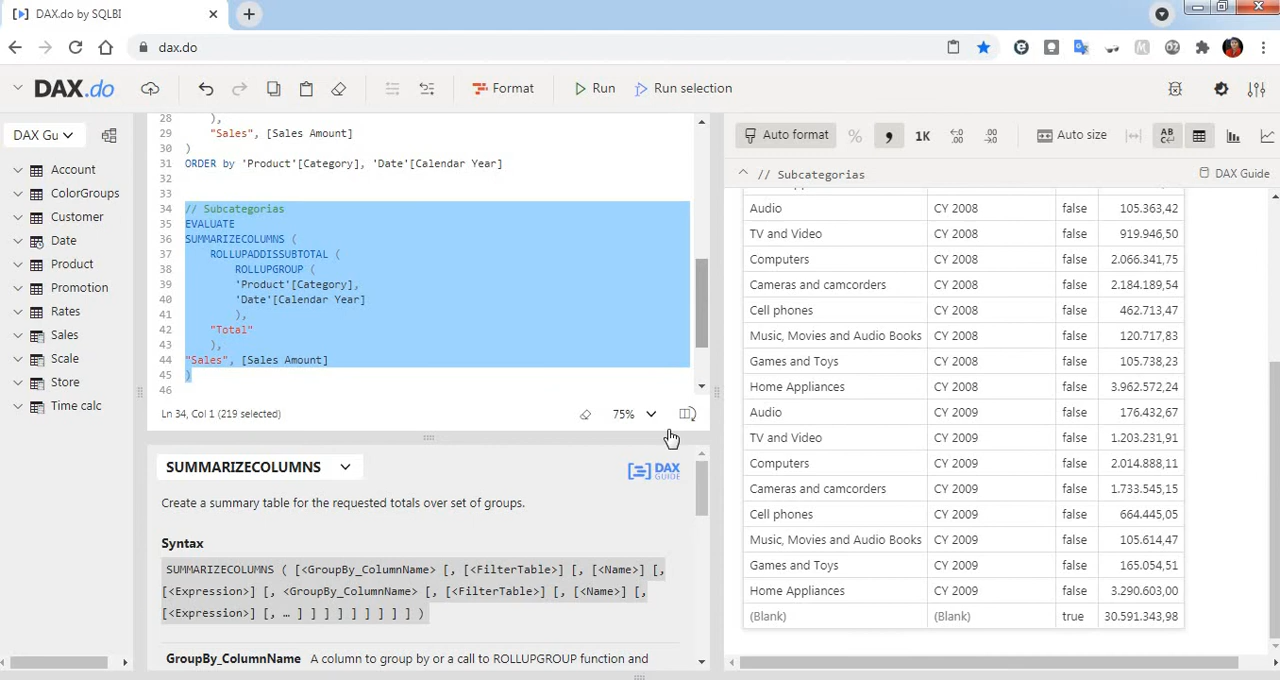 DAX.do by SQLBI
dax.do
DAX.do
Format
Run
Run selection
DAX Gu
Account
ColorGroups
Customer
Date
Product
Promotion
Rates
Sales
Scale
Store
Time calc
28 ),
29 "Sales", [Sales Amount]
30 )
31 ORDER by 'Product'[Category], 'Date'[Calendar Year]
32
33
34 // Subcategorias
35 EVALUATE
36 SUMMARIZECOLUMNS (
37 ROLLUPADDISSUBTOTAL (
38 ROLLUPGROUP (
39 'Product'[Category],
40 'Date'[Calendar Year]
41 ),
42 "Total"
43 ),
44 "Sales", [Sales Amount]
45 )
46
Ln 34, Col 1 (219 selected)
75%
SUMMARIZECOLUMNS
DAX GUIDE
Create a summary table for the requested totals over set of groups.
Syntax
SUMMARIZECOLUMNS ( [<GroupBy_ColumnName> [, [<FilterTable>] [, [<Name>] [,
[<Expression>] [, <GroupBy_ColumnName> [, [<FilterTable>] [, [<Name>] [,
[<Expression>] [, … ] ] ] ] ] ] ] ] ] )
GroupBy_ColumnName A column to group by or a call to ROLLUPGROUP function and
Auto format
%
,
1K
Auto size
// Subcategorias
DAX Guide
Audio CY 2008 false 105.363,42
TV and Video CY 2008 false 919.946,50
Computers CY 2008 false 2.066.341,75
Cameras and camcorders CY 2008 false 2.184.189,54
Cell phones CY 2008 false 462.713,47
Music, Movies and Audio Books CY 2008 false 120.717,83
Games and Toys CY 2008 false 105.738,23
Home Appliances CY 2008 false 3.962.572,24
Audio CY 2009 false 176.432,67
TV and Video CY 2009 false 1.203.231,91
Computers CY 2009 false 2.014.888,11
Cameras and camcorders CY 2009 false 1.733.545,15
Cell phones CY 2009 false 664.445,05
Music, Movies and Audio Books CY 2009 false 105.614,47
Games and Toys CY 2009 false 165.054,51
Home Appliances CY 2009 false 3.290.603,00
(Blank) (Blank) true 30.591.343,98